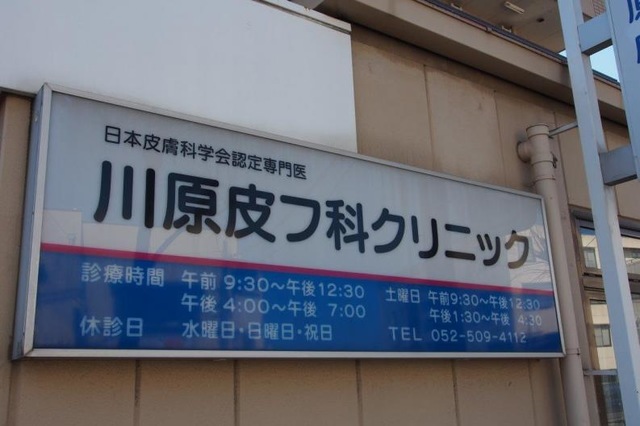 日本皮膚科学会認定専門医
川原皮フ科クリニック
診療時間 午前 9:30～午後12:30 土曜日 午前9:30～午後12:30
午後 4:00～午後 7:00 午後1:30～午後 4:30
休診日 水曜日・日曜日・祝日 TEL 052-509-4112